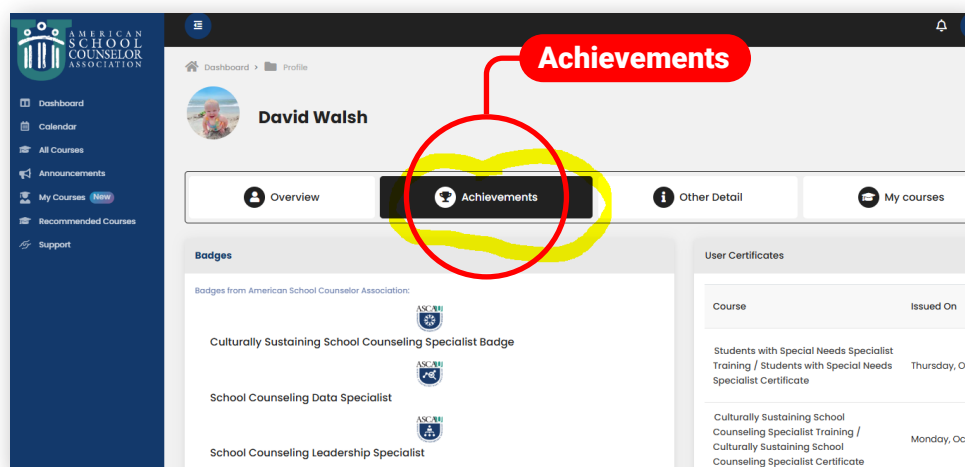 AMERICAN
SCHOOL
COUNSELOR
ASSOCIATION
Dashboard
Calendar
All Courses
Announcements
My Courses New
Recommended Courses
Support
Dashboard > Profile
Achievements
David Walsh
Overview
Achievements
Other Detail
My courses
Badges
Badges from American School Counselor Association:
ASCA
Culturally Sustaining School Counseling Specialist Badge
ASCA
School Counseling Data Specialist
ASCA
School Counseling Leadership Specialist
User Certificates
Course Issued On
Students with Special Needs Specialist
Training / Students with Special Needs Thursday, O
Specialist Certificate
Culturally Sustaining School
Counseling Specialist Training / Monday, Oc
Culturally Sustaining School
Counseling Specialist Certificate